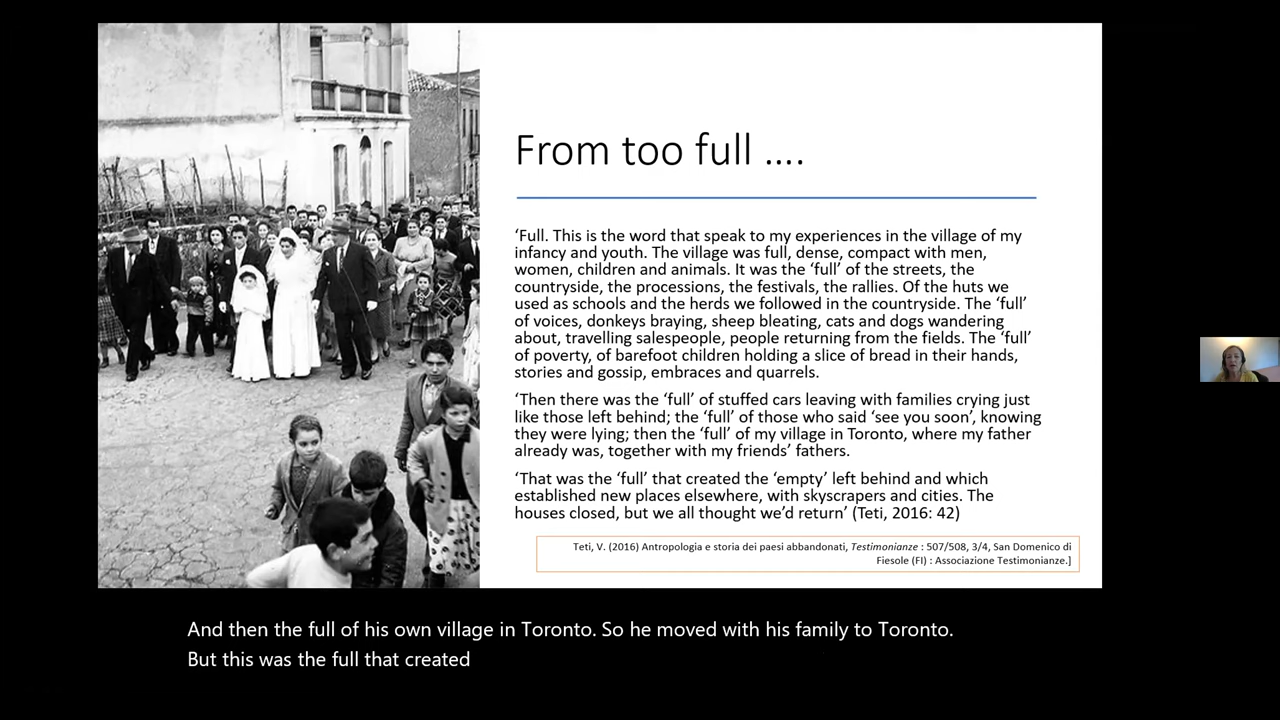 From too full ....
‘Full. This is the word that speak to my experiences in the village of my
infancy and youth. The village was full, dense, compact with men,
women, children and animals. It was the ‘full’ of the streets, the
countryside, the processions, the festivals, the rallies. Of the huts we
used as schools and the herds we followed in the countryside. The ‘full’
of voices, donkeys braying, sheep bleating, cats and dogs wandering
about, travelling salespeople, people returning from the fields. The ‘full’
of poverty, of barefoot children holding a slice of bread in their hands,
stories and gossip, embraces and quarrels.
‘Then there was the ‘full’ of stuffed cars leaving with families crying just
like those left behind; the ‘full’ of those who said ‘see you soon’, knowing
they were lying; then the ‘full’ of my village in Toronto, where my father
already was, together with my friends’ fathers.
‘That was the ‘full’ that created the ‘empty’ left behind and which
established new places elsewhere, with skyscrapers and cities. The
houses closed, but we all thought we’d return’ (Teti, 2016: 42)
Teti, V. (2016) Antropologia e storia dei paesi abbandonati, Testimonianze : 507/508, 3/4, San Domenico di
Fiesole (FI) : Associazione Testimonianze.]
And then the full of his own village in Toronto. So he moved with his family to Toronto.
But this was the full that created